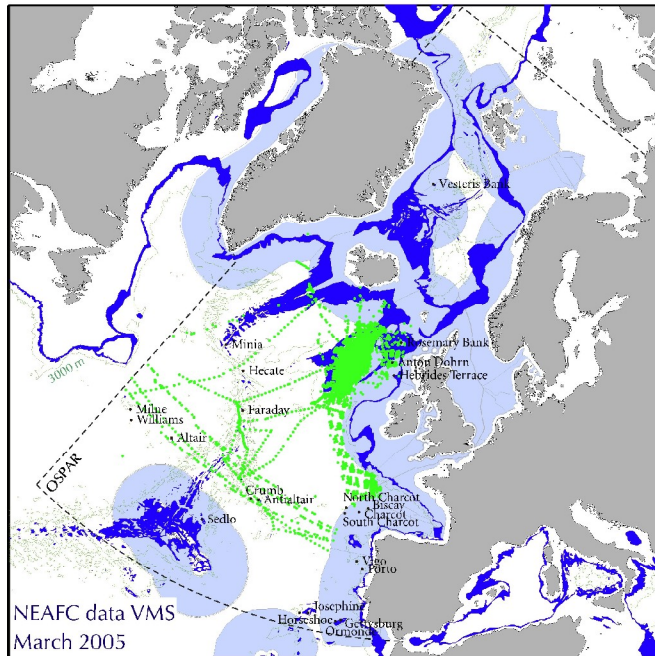 Vesteris Bank
Rosemary Bank
Minia
Anton Dohrn
Hecate
Hebrides Terrace
3000 m
Milne
Faraday
Williams
Altair
OSPAR
Crumb
Antialtair
North Charcot
Biscay
Charcot
Sedlo
South Charcot
Vigo
Porto
Josephine
Horseshoe
Gettysburg
Ormond
NEAFC data VMS
March 2005